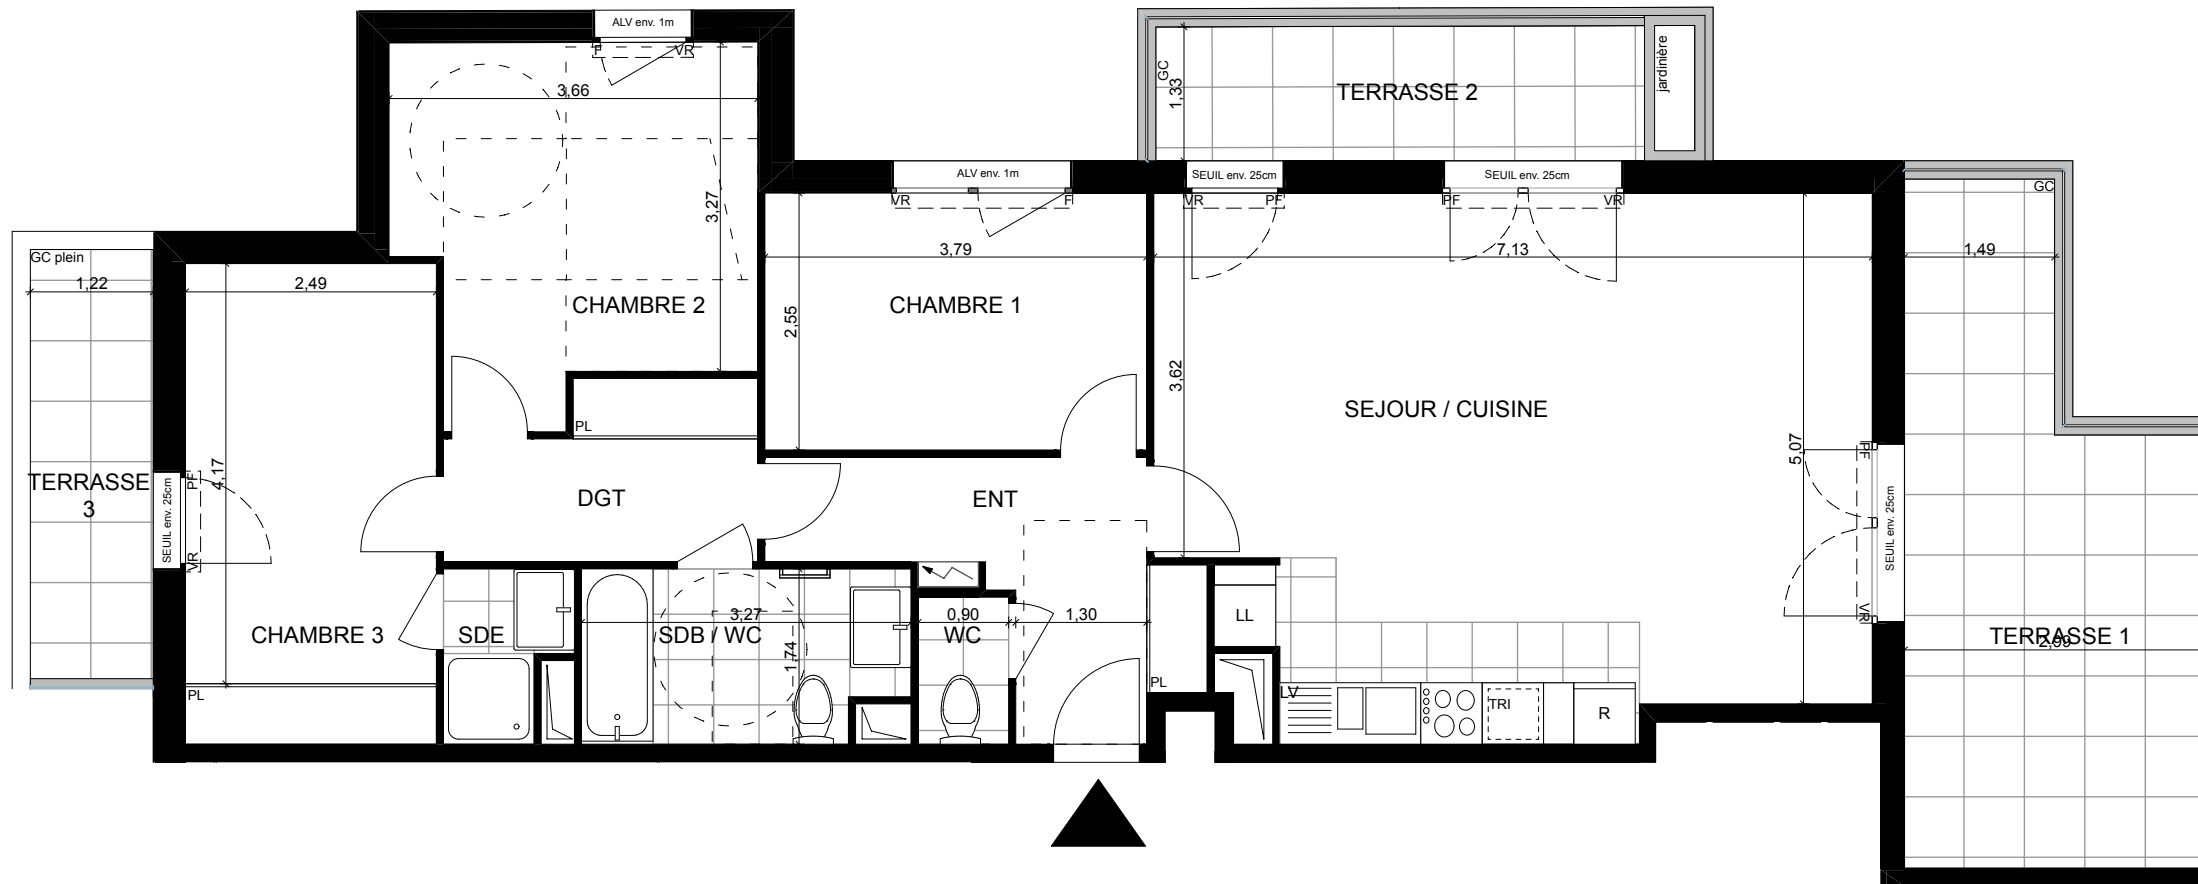 ALV env. 1m
F
VR
3,66
3,27
CHAMBRE 2
PL
GC
1,33
TERRASSE 2
jardinière
ALV env. 1m
VR
F
3,79
2,55
CHAMBRE 1
SEUIL env. 25cm
VR
PF
SEUIL env. 25cm
PF
VR
7,13
3,62
SEJOUR / CUISINE
5,07
PF
VR
SEUIL env. 25cm
GC
1,49
TERRASSE 1
2,99
GC plein
1,22
TERRASSE
3
SEUIL env. 25cm
PF
VR
2,49
4,17
CHAMBRE 3
PL
DGT
ENT
SDE
3,27
SDB / WC
1,74
0,90
WC
1,30
PL
LL
LV
TRI
R